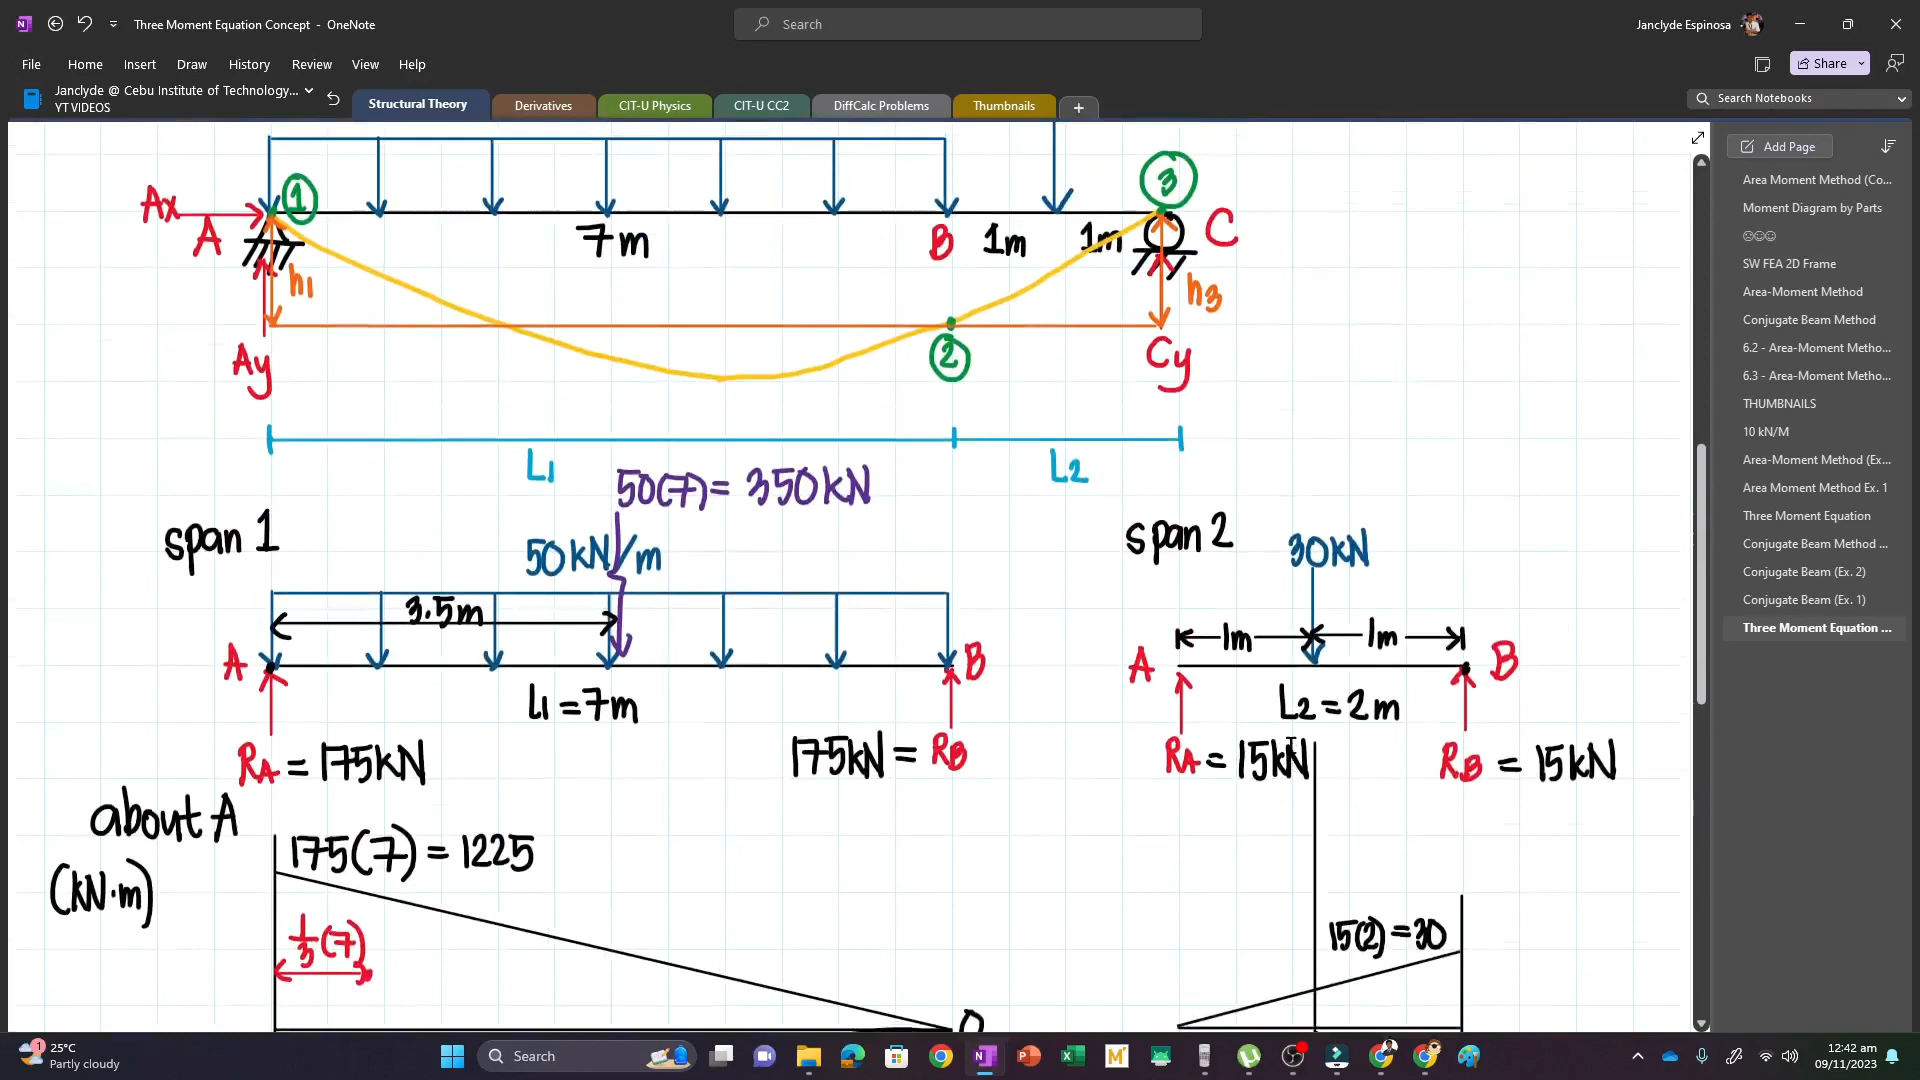 Three Moment Equation Concept - OneNote
Search
Janclyde Espinosa
File Home Insert Draw History Review View Help
Share
Janclyde @ Cebu Institute of Technology...
YT VIDEOS
Structural Theory
Derivatives
CIT-U Physics
CIT-U CC2
DiffCalc Problems
Thumbnails
Search Notebooks
Add Page
Area Moment Method (Co...
Moment Diagram by Parts
☹☺☺
SW FEA 2D Frame
Area-Moment Method
Conjugate Beam Method
6.2 - Area-Moment Metho...
6.3 - Area-Moment Metho...
THUMBNAILS
10 kN/M
Area-Moment Method (Ex...
Area Moment Method Ex. 1
Three Moment Equation
Conjugate Beam Method ...
Conjugate Beam (Ex. 2)
Conjugate Beam (Ex. 1)
Three Moment Equation ...
1
3
Ax
A
7m
B
1m
1m
C
h1
h3
Ay
2
Cy
L1
L2
50(7) = 350kN
span 1
50kN/m
span 2
30kN
3.5m
1m
1m
A
B
A
B
L1 = 7m
L2 = 2m
RA = 175kN
175kN = RB
RA = 15kN
RB = 15kN
about A
(kN·m)
175(7) = 1225
1/3(7)
15(2) = 30
0
25°C
Partly cloudy
Search
12:42 am
09/11/2023